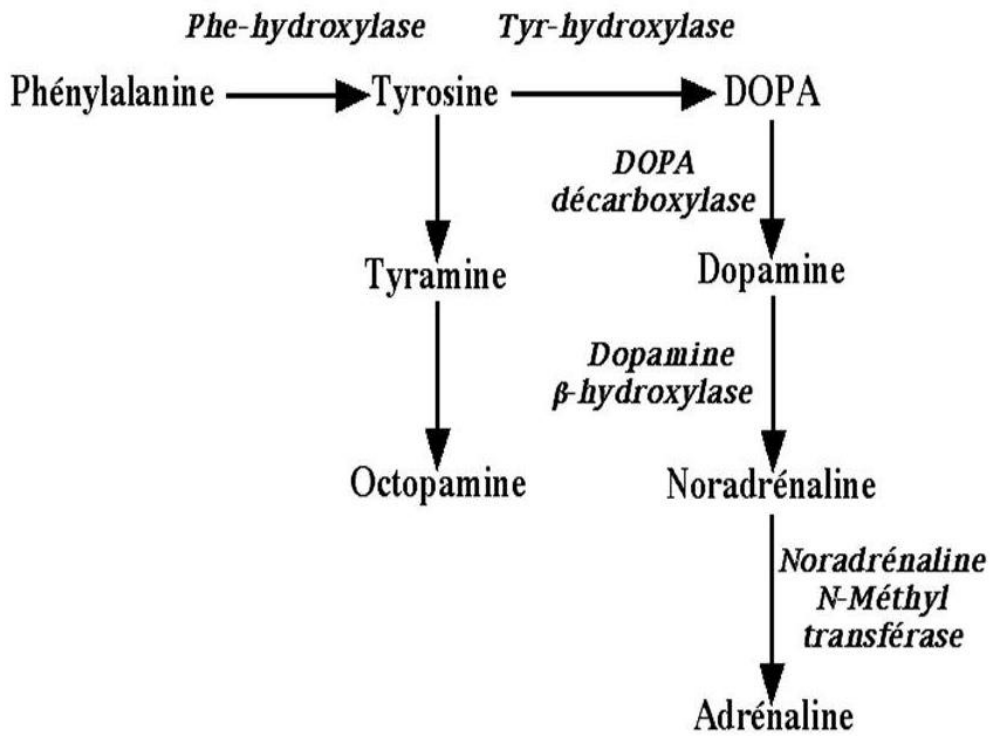 Phe-hydroxylase Tyr-hydroxylase
Phénylalanine Tyrosine DOPA
DOPA
décarboxylase
Tyramine Dopamine
Dopamine
β-hydroxylase
Octopamine Noradrénaline
Noradrénaline
N-Méthyl
transférase
Adrénaline